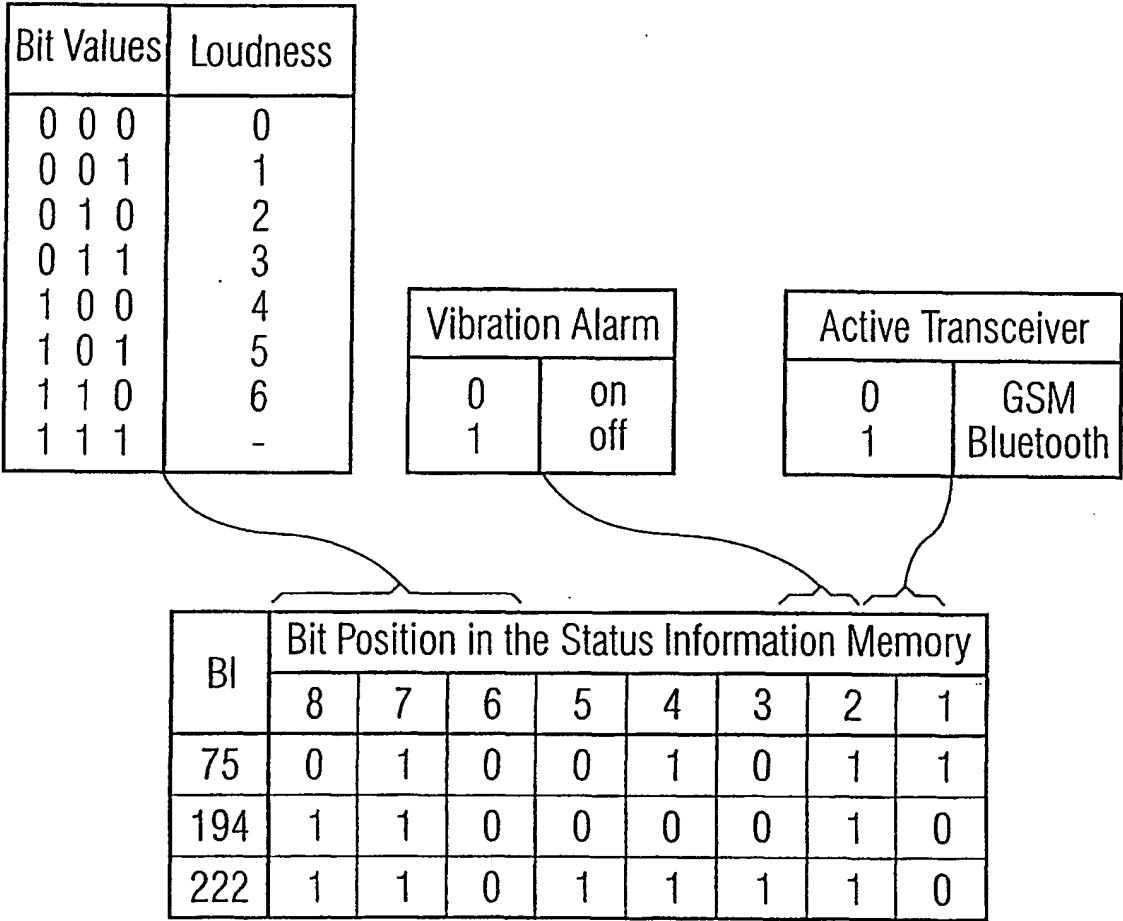 Bit Values Loudness
0 0 0 0
0 0 1 1
0 1 0 2
0 1 1 3
1 0 0 4
1 0 1 5
1 1 0 6
1 1 1 -
Vibration Alarm
0 on
1 off
Active Transceiver
0 GSM
1 Bluetooth
BI Bit Position in the Status Information Memory
8 7 6 5 4 3 2 1
75 0 1 0 0 1 0 1 1
194 1 1 0 0 0 0 1 0
222 1 1 0 1 1 1 1 0